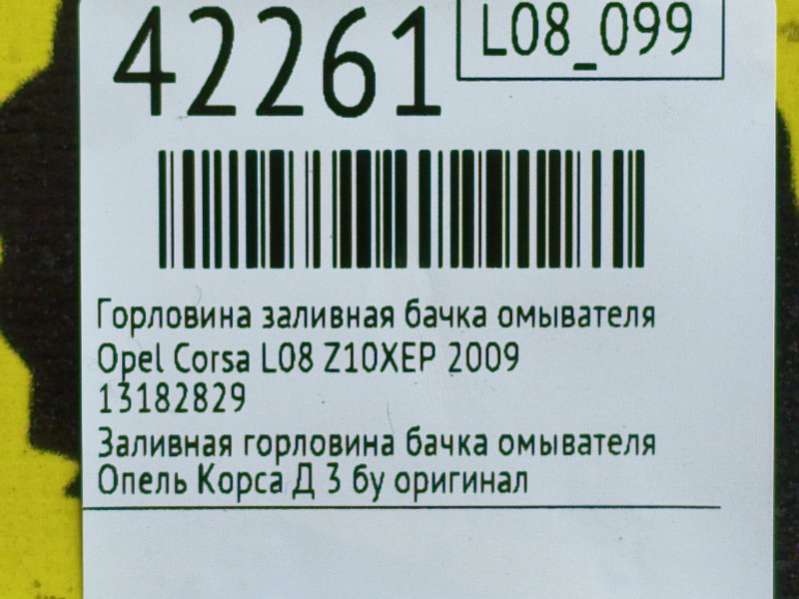 42261
L08_099
Горловина заливная бачка омывателя
Opel Corsa L08 Z10XEP 2009
13182829
Заливная горловина бачка омывателя
Опель Корса Д 3 бу оригинал